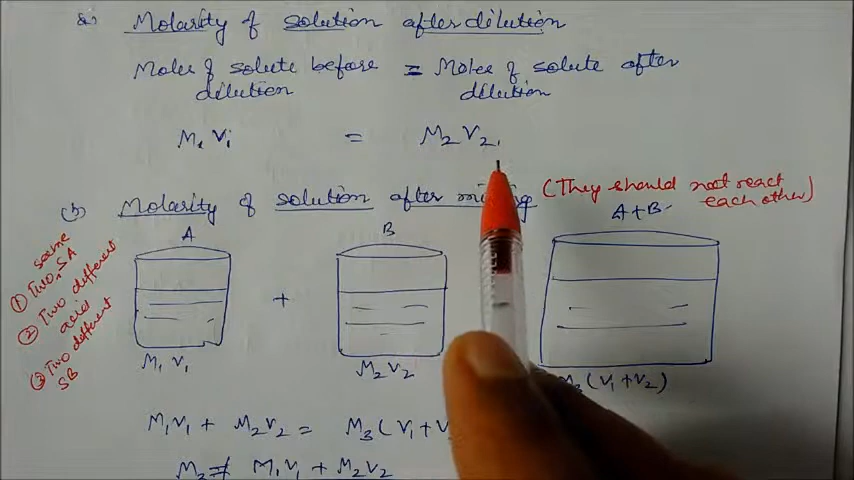 a) Molarity of solution after dilution
Moles of solute before = Moles of solute after
dilution dilution
M₁ V₁ = M₂ V₂
(b) Molarity of solution after mixing (They should not react
each other)
A B A+B
① Two same SA
② Two different
acid
③ Two different
SB
+
M₁ V₁ M₂ V₂ (V₁+V₂)
M₁V₁ + M₂V₂ = M₃ (V₁+V
M₁V₁ + M₂V₂